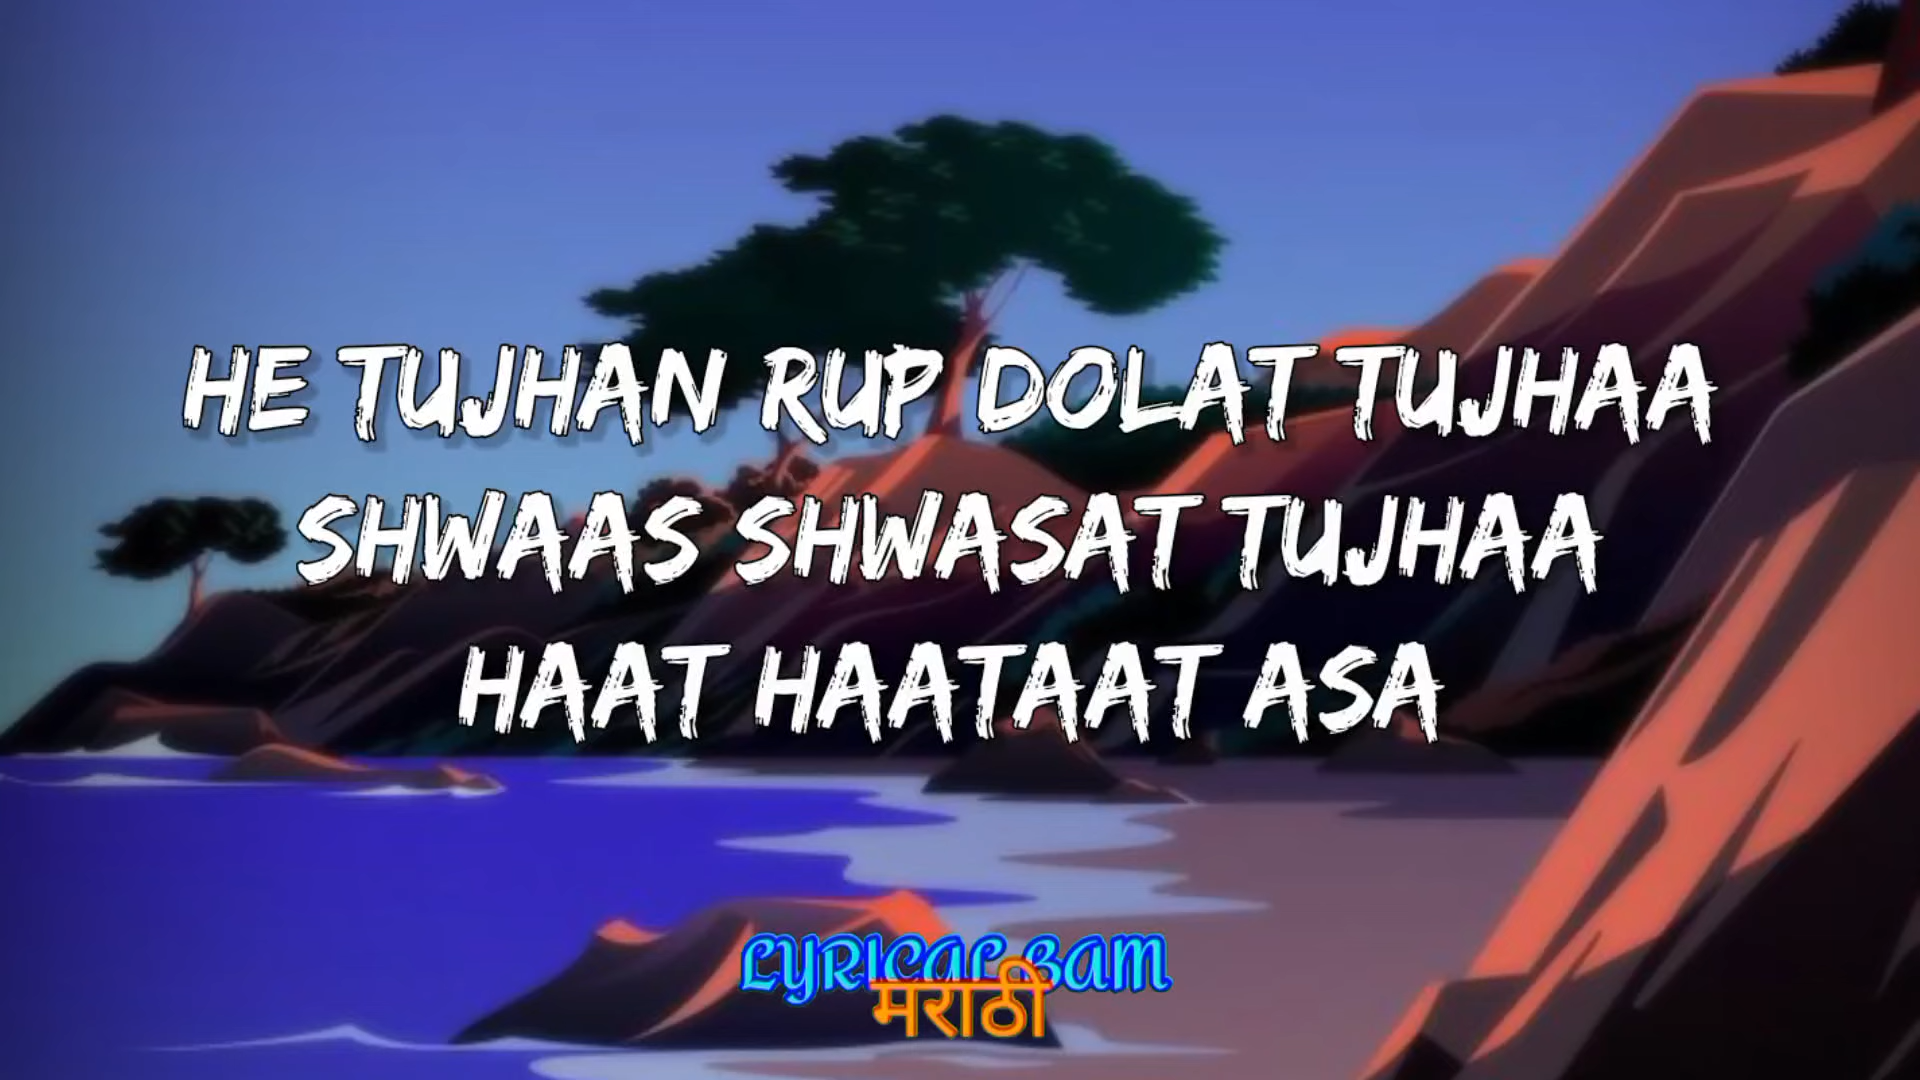 HE TUJHAN RUP DOLAT TUJHAA
SHWAAS SHWASAT TUJHAA
HAAT HAATAAT ASA
LYRICAL BAM
मराठी